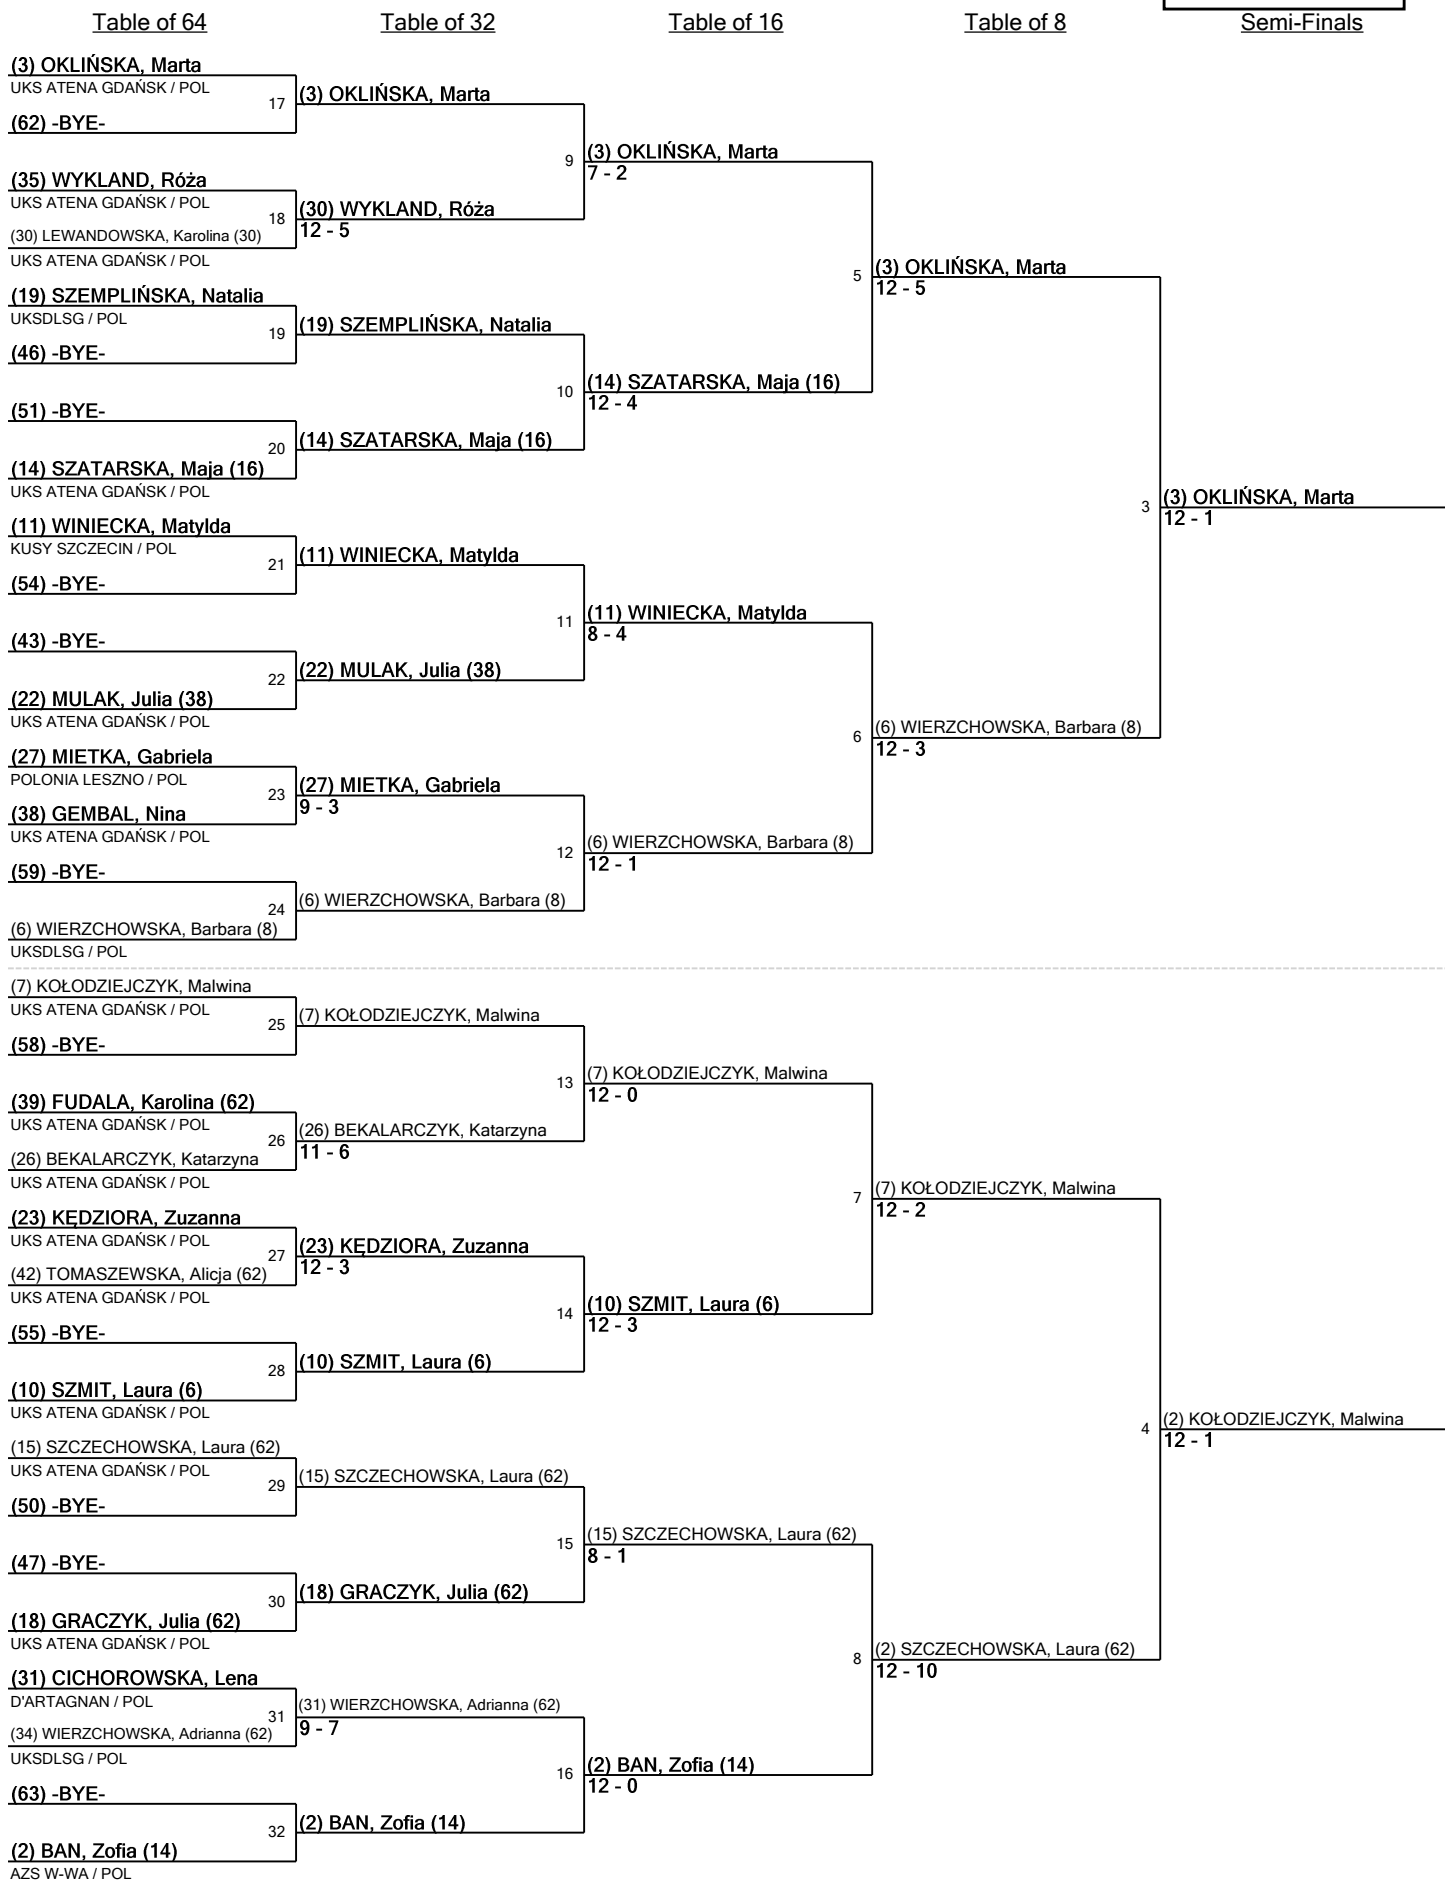 Table of 64
Table of 32
Table of 16
Table of 8
Semi-Finals
(3) OKLIŃSKA, Marta
UKS ATENA GDAŃSK / POL
17
(62) -BYE-
(35) WYKLAND, Róża
UKS ATENA GDAŃSK / POL
18
(30) LEWANDOWSKA, Karolina (30)
UKS ATENA GDAŃSK / POL
(19) SZEMPLIŃSKA, Natalia
UKSDLSG / POL
19
(46) -BYE-
(51) -BYE-
20
(14) SZATARSKA, Maja (16)
UKS ATENA GDAŃSK / POL
(11) WINIECKA, Matylda
KUSY SZCZECIN / POL
21
(54) -BYE-
(43) -BYE-
22
(22) MULAK, Julia (38)
UKS ATENA GDAŃSK / POL
(27) MIETKA, Gabriela
POLONIA LESZNO / POL
23
(38) GEMBAL, Nina
UKS ATENA GDAŃSK / POL
(59) -BYE-
24
(6) WIERZCHOWSKA, Barbara (8)
UKSDLSG / POL
(7) KOŁODZIEJCZYK, Malwina
UKS ATENA GDAŃSK / POL
25
(58) -BYE-
(39) FUDALA, Karolina (62)
UKS ATENA GDAŃSK / POL
26
(26) BEKALARCZYK, Katarzyna
UKS ATENA GDAŃSK / POL
(23) KĘDZIORA, Zuzanna
UKS ATENA GDAŃSK / POL
27
(42) TOMASZEWSKA, Alicja (62)
UKS ATENA GDAŃSK / POL
(55) -BYE-
28
(10) SZMIT, Laura (6)
UKS ATENA GDAŃSK / POL
(15) SZCZECHOWSKA, Laura (62)
UKS ATENA GDAŃSK / POL
29
(50) -BYE-
(47) -BYE-
30
(18) GRACZYK, Julia (62)
UKS ATENA GDAŃSK / POL
(31) CICHOROWSKA, Lena
D'ARTAGNAN / POL
31
(34) WIERZCHOWSKA, Adrianna (62)
UKSDLSG / POL
(63) -BYE-
32
(2) BAN, Zofia (14)
AZS W-WA / POL
(3) OKLIŃSKA, Marta
9
(30) WYKLAND, Róża
12 - 5
(19) SZEMPLIŃSKA, Natalia
10
(14) SZATARSKA, Maja (16)
(11) WINIECKA, Matylda
11
(22) MULAK, Julia (38)
(27) MIETKA, Gabriela
9 - 3
12
(6) WIERZCHOWSKA, Barbara (8)
(7) KOŁODZIEJCZYK, Malwina
13
(26) BEKALARCZYK, Katarzyna
11 - 6
(23) KĘDZIORA, Zuzanna
12 - 3
14
(10) SZMIT, Laura (6)
(15) SZCZECHOWSKA, Laura (62)
15
(18) GRACZYK, Julia (62)
(31) WIERZCHOWSKA, Adrianna (62)
9 - 7
16
(2) BAN, Zofia (14)
(3) OKLIŃSKA, Marta
7 - 2
5
(14) SZATARSKA, Maja (16)
12 - 4
(11) WINIECKA, Matylda
8 - 4
6
(6) WIERZCHOWSKA, Barbara (8)
12 - 1
(7) KOŁODZIEJCZYK, Malwina
12 - 0
7
(10) SZMIT, Laura (6)
12 - 3
(15) SZCZECHOWSKA, Laura (62)
8 - 1
8
(2) BAN, Zofia (14)
12 - 0
(3) OKLIŃSKA, Marta
12 - 5
3
(6) WIERZCHOWSKA, Barbara (8)
12 - 3
(7) KOŁODZIEJCZYK, Malwina
12 - 2
4
(2) SZCZECHOWSKA, Laura (62)
12 - 10
(3) OKLIŃSKA, Marta
12 - 1
(2) KOŁODZIEJCZYK, Malwina
12 - 1